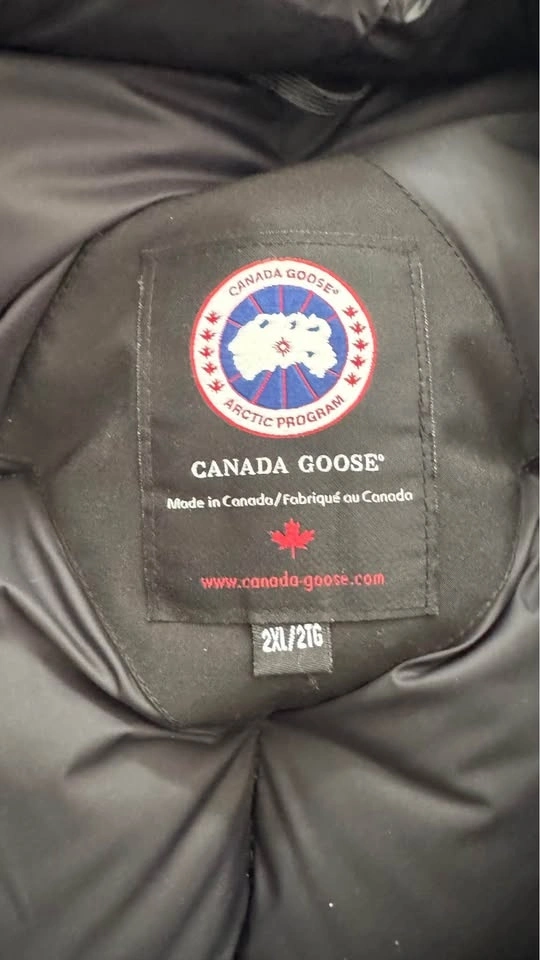 CANADA GOOSE®
ARCTIC PROGRAM
CANADA GOOSE®
Made in Canada/Fabriqué au Canada
www.canada-goose.com
2XL/2TG